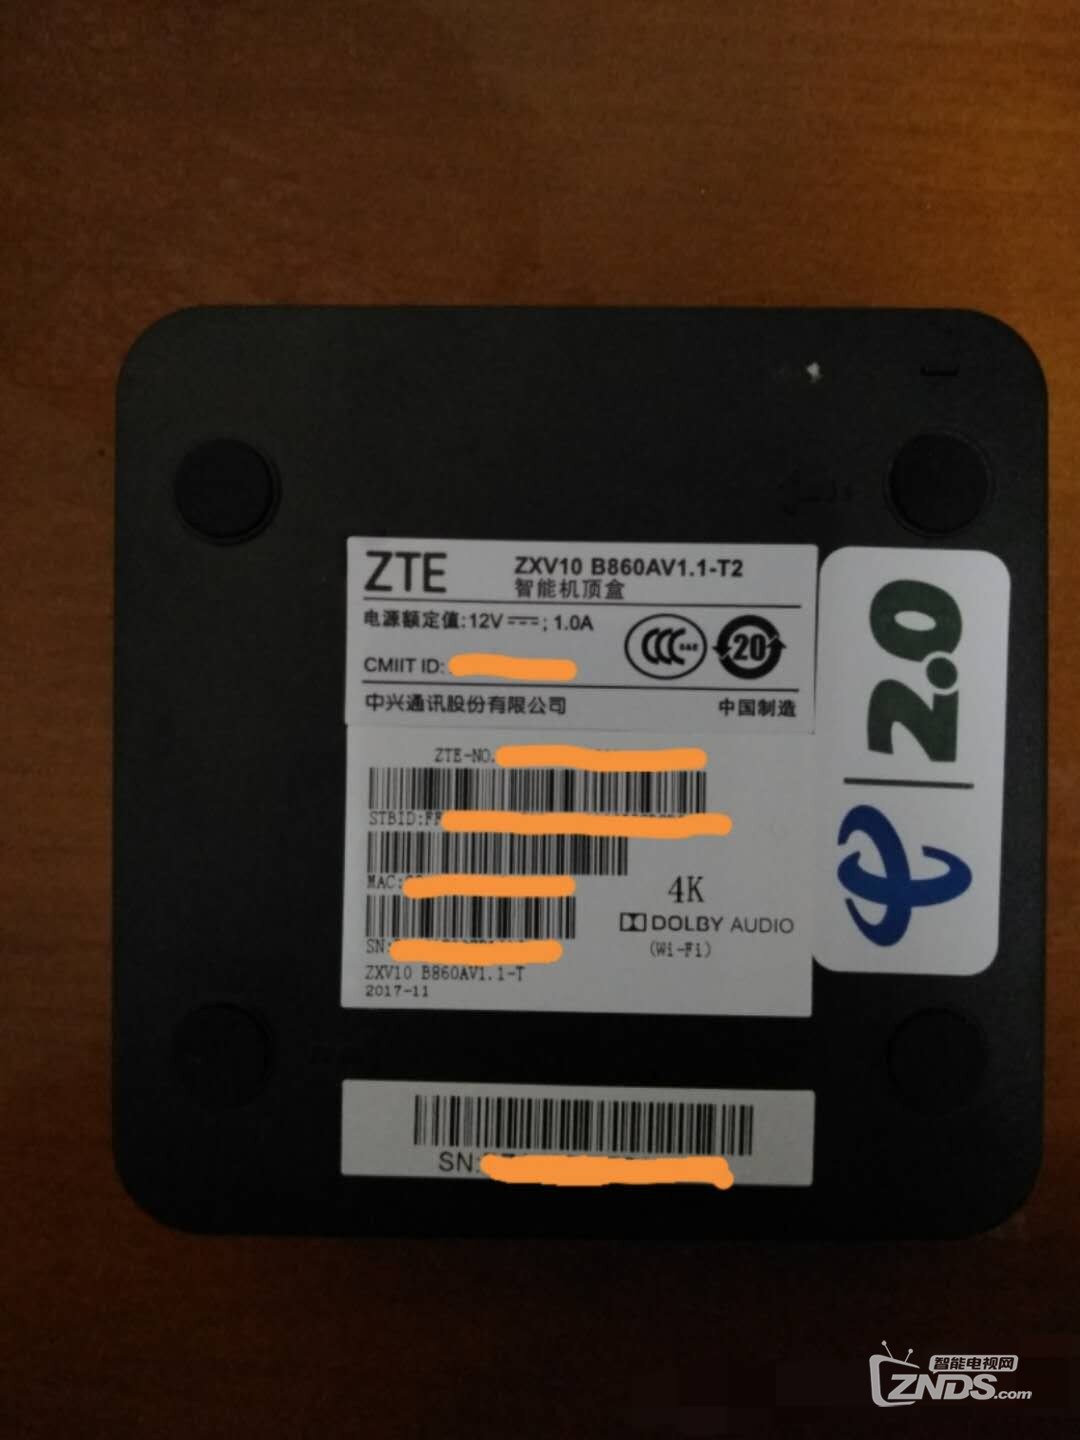 ZTE
ZXV10 B860AV1.1-T2
智能机顶盒
电源额定值:12V ; 1.0A
CMIIT ID:
CCC S&E
20
中兴通讯股份有限公司
中国制造
ZTE-NO.
STBID:FF
MAC:
SN:
ZXV10 B860AV1.1-T
2017-11
4K
DOLBY AUDIO
(Wi-Fi)
2.0
SN:
智能电视网
ZNDS.com